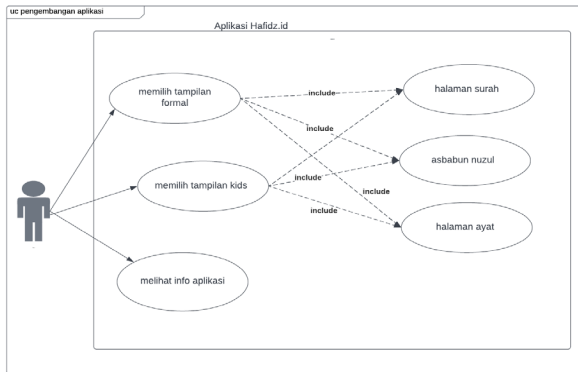 uc pengembangan aplikasi
Aplikasi Hafidz.id
memilih tampilan
formal
include
halaman surah
include
asbabun nuzul
memilih tampilan kids
include
include
include
halaman ayat
melihat info aplikasi